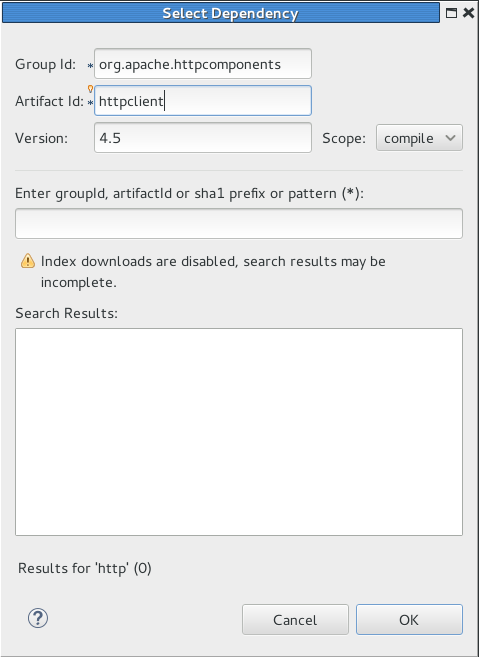 Select Dependency
Group Id: * org.apache.httpcomponents
Artifact Id: * httpclient
Version: 4.5 Scope: compile
Enter groupId, artifactId or sha1 prefix or pattern (*):
Index downloads are disabled, search results may be
incomplete.
Search Results:
Results for 'http' (0)
? Cancel OK